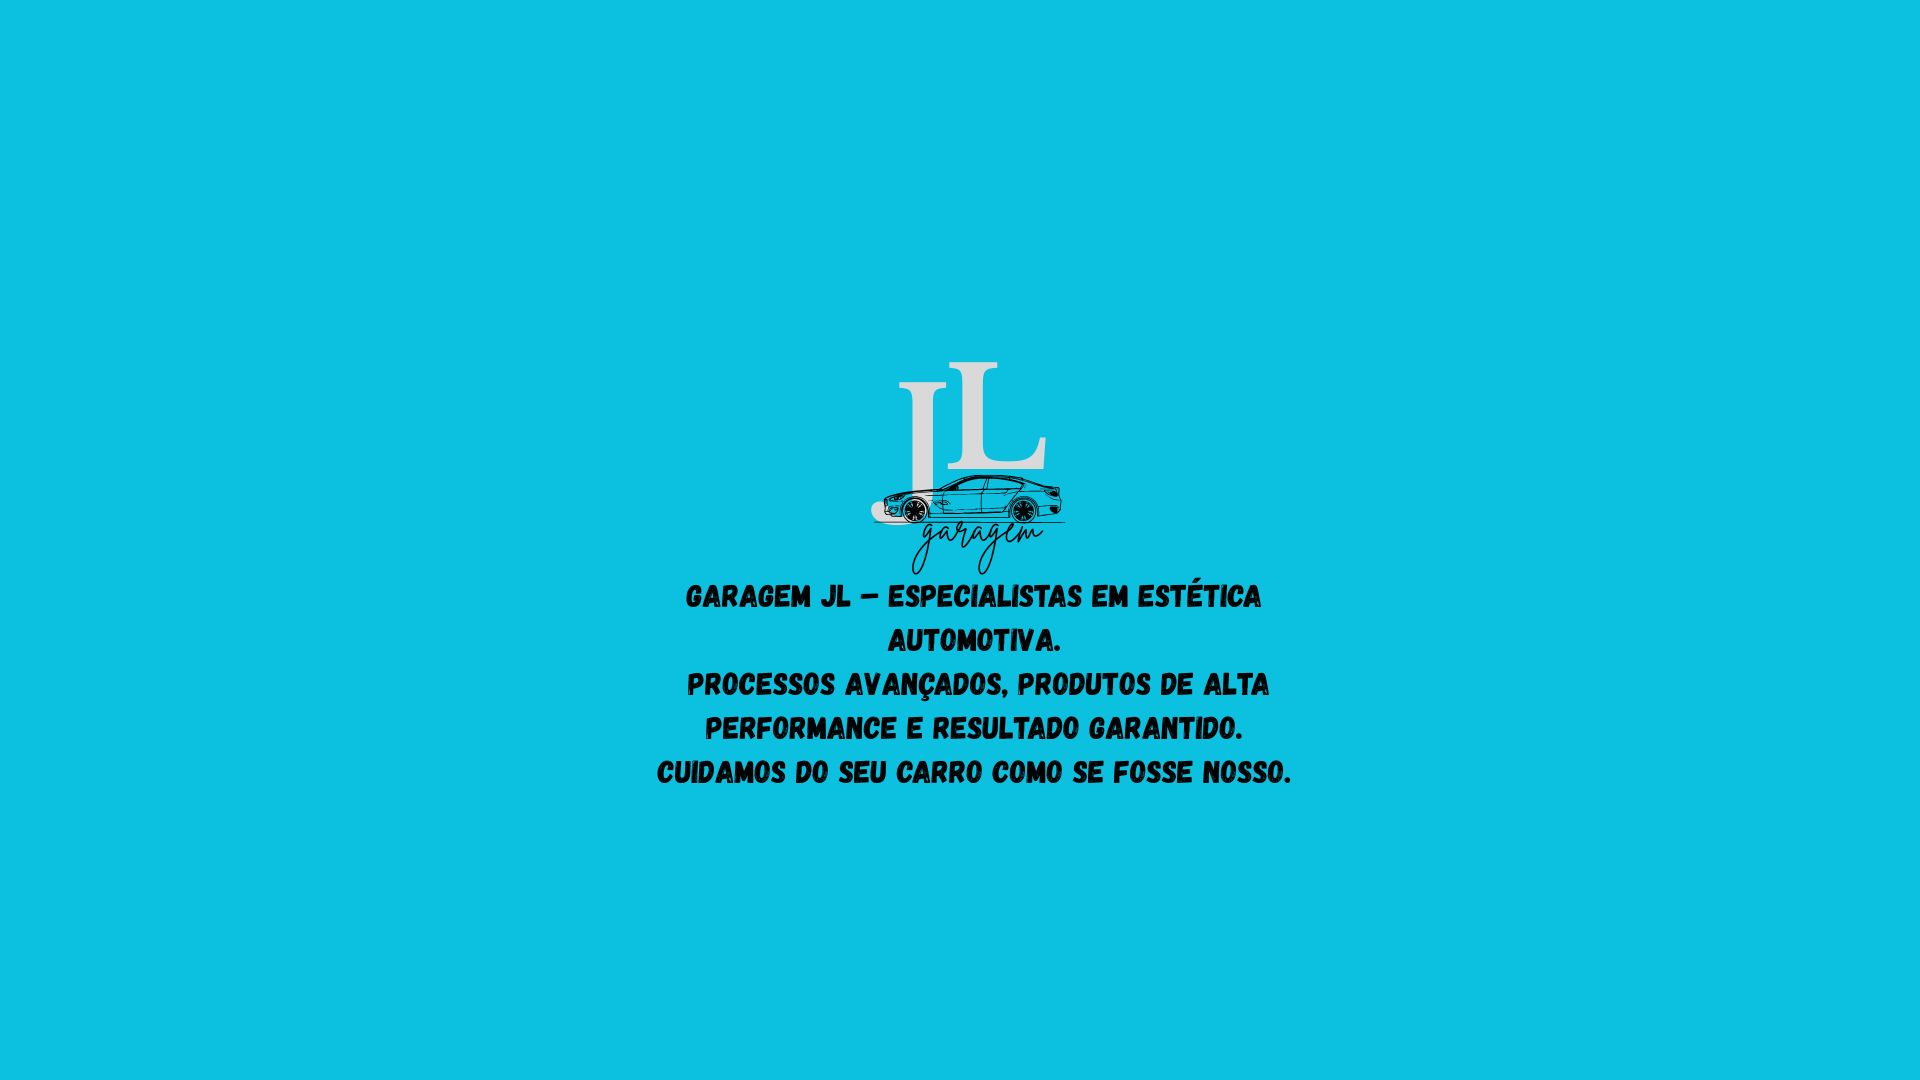 JL
garagem
GARAGEM JL – ESPECIALISTAS EM ESTÉTICA
AUTOMOTIVA.
PROCESSOS AVANÇADOS, PRODUTOS DE ALTA
PERFORMANCE E RESULTADO GARANTIDO.
CUIDAMOS DO SEU CARRO COMO SE FOSSE NOSSO.